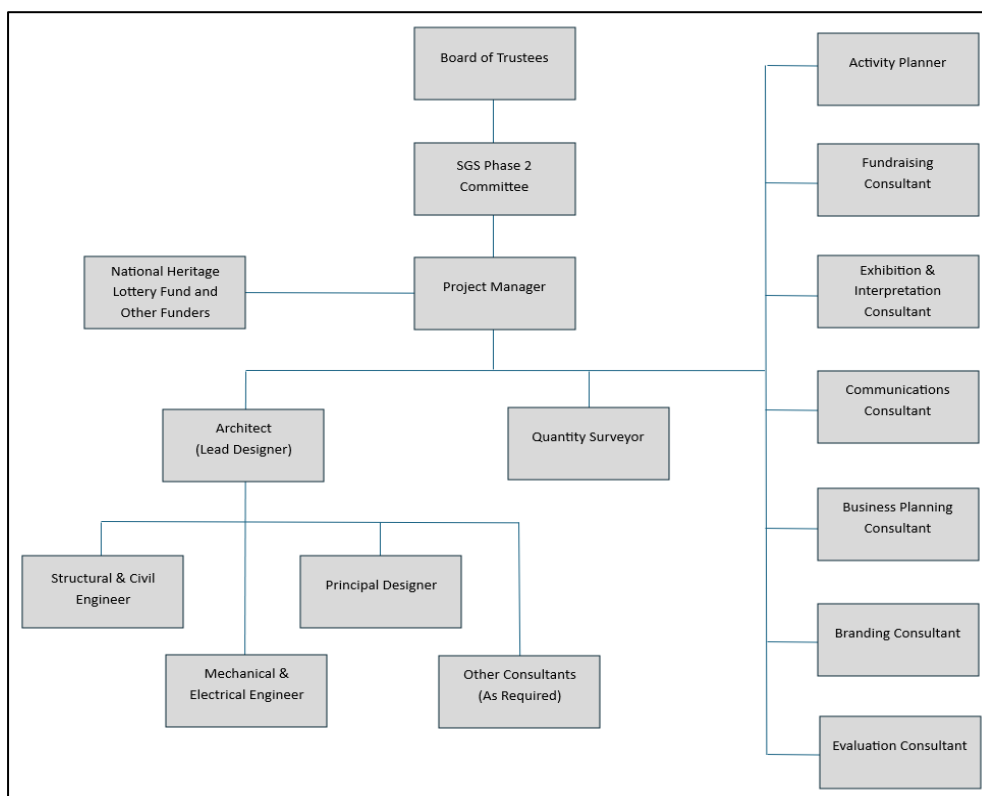 Board of Trustees
SGS Phase 2
Committee
National Heritage
Lottery Fund and
Other Funders
Project Manager
Architect
(Lead Designer)
Quantity Surveyor
Structural & Civil
Engineer
Principal Designer
Mechanical &
Electrical Engineer
Other Consultants
(As Required)
Activity Planner
Fundraising
Consultant
Exhibition &
Interpretation
Consultant
Communications
Consultant
Business Planning
Consultant
Branding Consultant
Evaluation Consultant